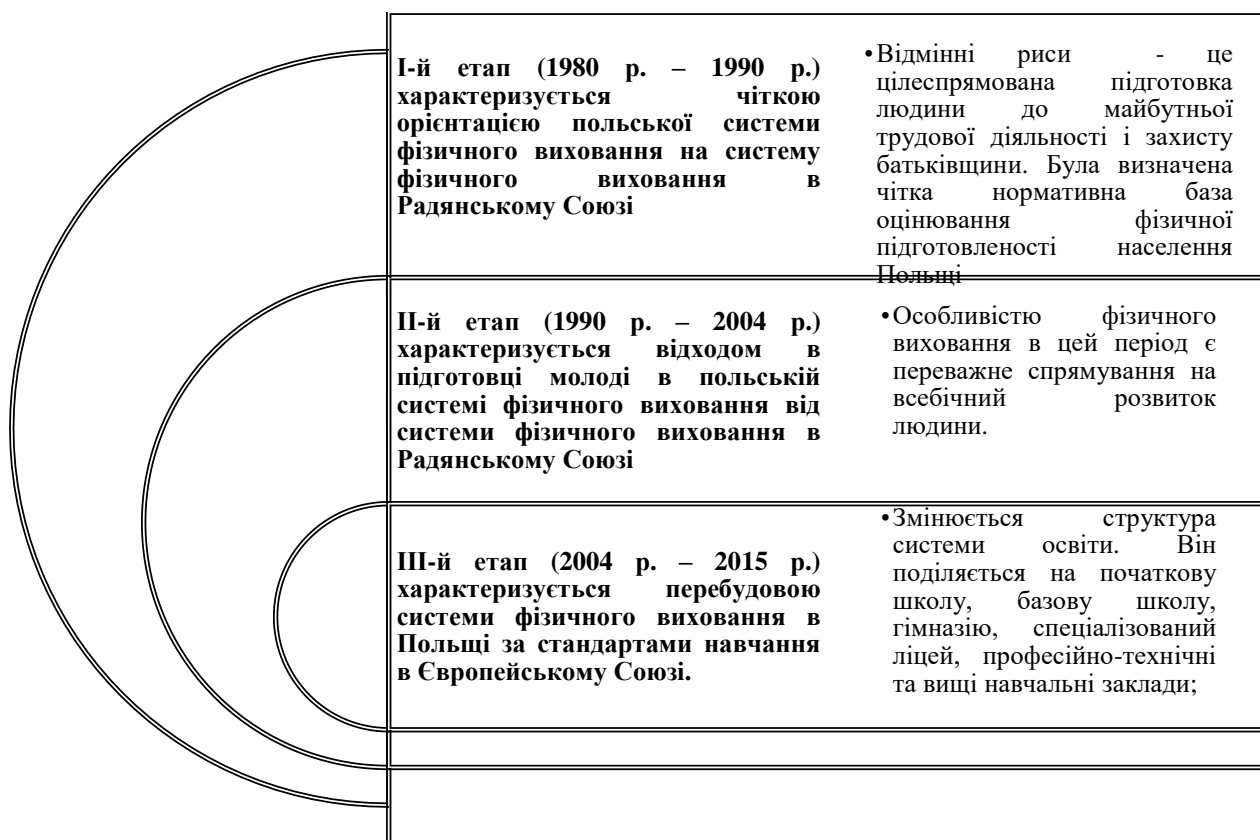 І-й етап (1980 р. – 1990 р.)
характеризується чіткою
орієнтацією польської системи
фізичного виховання на систему
фізичного виховання в
Радянському Союзі
•Відмінні риси - це
цілеспрямована підготовка
людини до майбутньої
трудової діяльності і захисту
батьківщини. Була визначена
чітка нормативна база
оцінювання фізичної
підготовленості населення
Польщі
ІІ-й етап (1990 р. – 2004 р.)
характеризується відходом в
підготовці молоді в польській
системі фізичного виховання від
системи фізичного виховання в
Радянському Союзі
•Особливістю фізичного
виховання в цей період є
переважне спрямування на
всебічний розвиток
людини.
ІІІ-й етап (2004 р. – 2015 р.)
характеризується перебудовою
системи фізичного виховання в
Польщі за стандартами навчання
в Європейському Союзі.
•Змінюється структура
системи освіти. Він
поділяється на початкову
школу, базову школу,
гімназію, спеціалізований
ліцей, професійно-технічні
та вищі навчальні заклади;